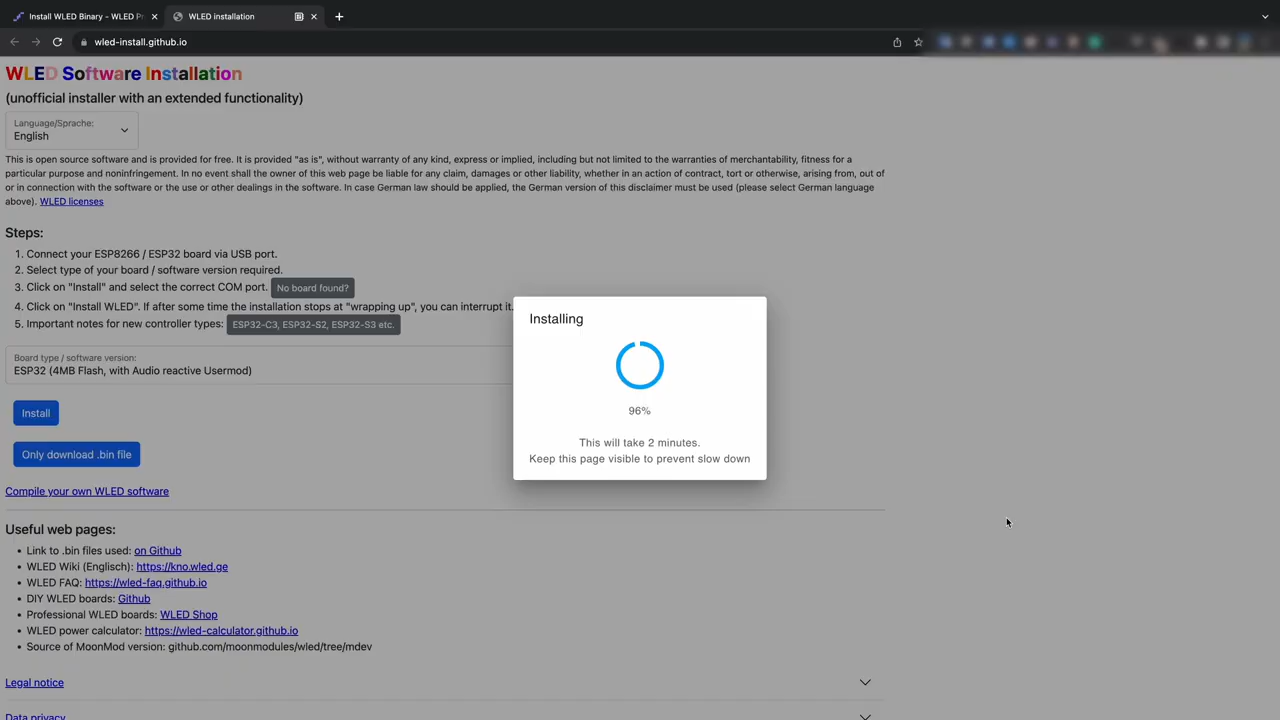 Install WLED Binary - WLED Pr
WLED installation
wled-install.github.io
WLED Software Installation
(unofficial installer with an extended functionality)
Language/Sprache:
English
This is open source software and is provided for free. It is provided "as is", without warranty of any kind, express or implied, including but not limited to the warranties of merchantability, fitness for a
particular purpose and noninfringement. In no event shall the owner of this web page be liable for any claim, damages or other liability, whether in an action of contract, tort or otherwise, arising from, out of
or in connection with the software or the use or other dealings in the software. In case German law should be applied, the German version of this disclaimer must be used (please select German language
above). WLED licenses
Steps:
1. Connect your ESP8266 / ESP32 board via USB port.
2. Select type of your board / software version required.
3. Click on "Install" and select the correct COM port. No board found?
4. Click on "Install WLED". If after some time the installation stops at "wrapping up", you can interrupt it.
5. Important notes for new controller types: ESP32-C3, ESP32-S2, ESP32-S3 etc.
Board type / software version:
ESP32 (4MB Flash, with Audio reactive Usermod)
Install
Only download .bin file
Compile your own WLED software
Installing
96%
This will take 2 minutes.
Keep this page visible to prevent slow down
Useful web pages:
• Link to .bin files used: on Github
• WLED Wiki (Englisch): https://kno.wled.ge
• WLED FAQ: https://wled-faq.github.io
• DIY WLED boards: Github
• Professional WLED boards: WLED Shop
• WLED power calculator: https://wled-calculator.github.io
• Source of MoonMod version: github.com/moonmodules/wled/tree/mdev
Legal notice
Data privacy